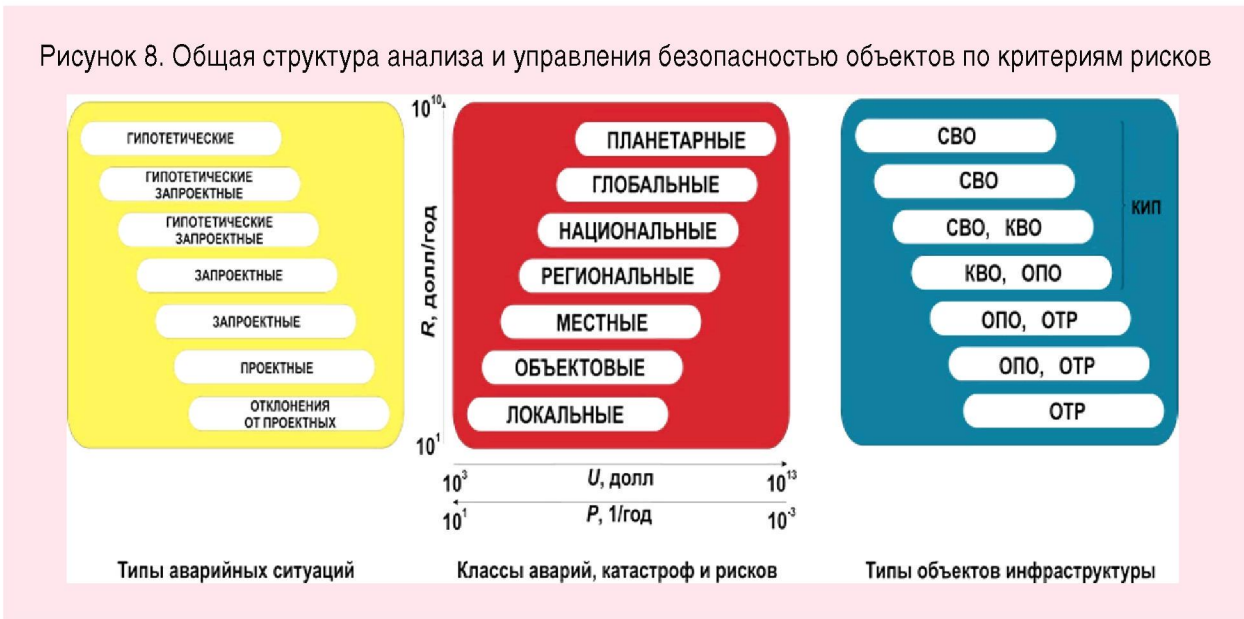 Рисунок 8. Общая структура анализа и управления безопасностью объектов по критериям рисков
ГИПОТЕТИЧЕСКИЕ
ГИПОТЕТИЧЕСКИЕ
ЗАПРОЕКТНЫЕ
ГИПОТЕТИЧЕСКИЕ
ЗАПРОЕКТНЫЕ
ЗАПРОЕКТНЫЕ
ЗАПРОЕКТНЫЕ
ПРОЕКТНЫЕ
ОТКЛОНЕНИЯ
ОТ ПРОЕКТНЫХ
Типы аварийных ситуаций
10¹⁰
R, долл/год
10¹
ПЛАНЕТАРНЫЕ
ГЛОБАЛЬНЫЕ
НАЦИОНАЛЬНЫЕ
РЕГИОНАЛЬНЫЕ
МЕСТНЫЕ
ОБЪЕКТОВЫЕ
ЛОКАЛЬНЫЕ
10³ U, долл 10¹³
10¹ P, 1/год 10⁻³
Классы аварий, катастроф и рисков
СВО
СВО
СВО, КВО
КВО, ОПО
ОПО, ОТР
ОПО, ОТР
ОТР
КИП
Типы объектов инфраструктуры